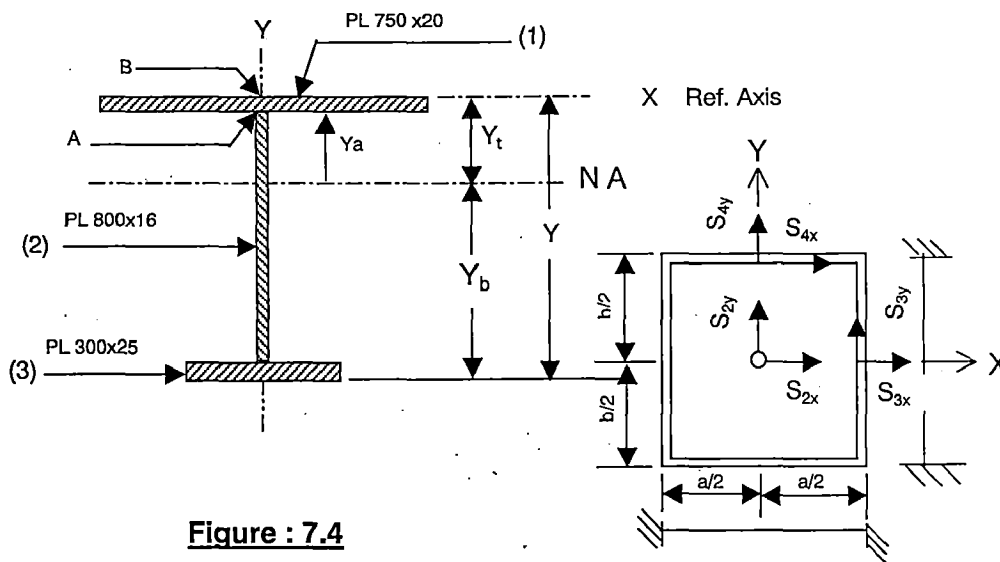 Y
PL 750 x20
(1)
B
A
Ya
Yt
Y
N A
X Ref. Axis
PL 800x16
(2)
Yb
PL 300x25
(3)
Y
S4y
S4x
h/2
S2y
S3y
X
S2x
S3x
b/2
a/2
a/2
Figure : 7.4